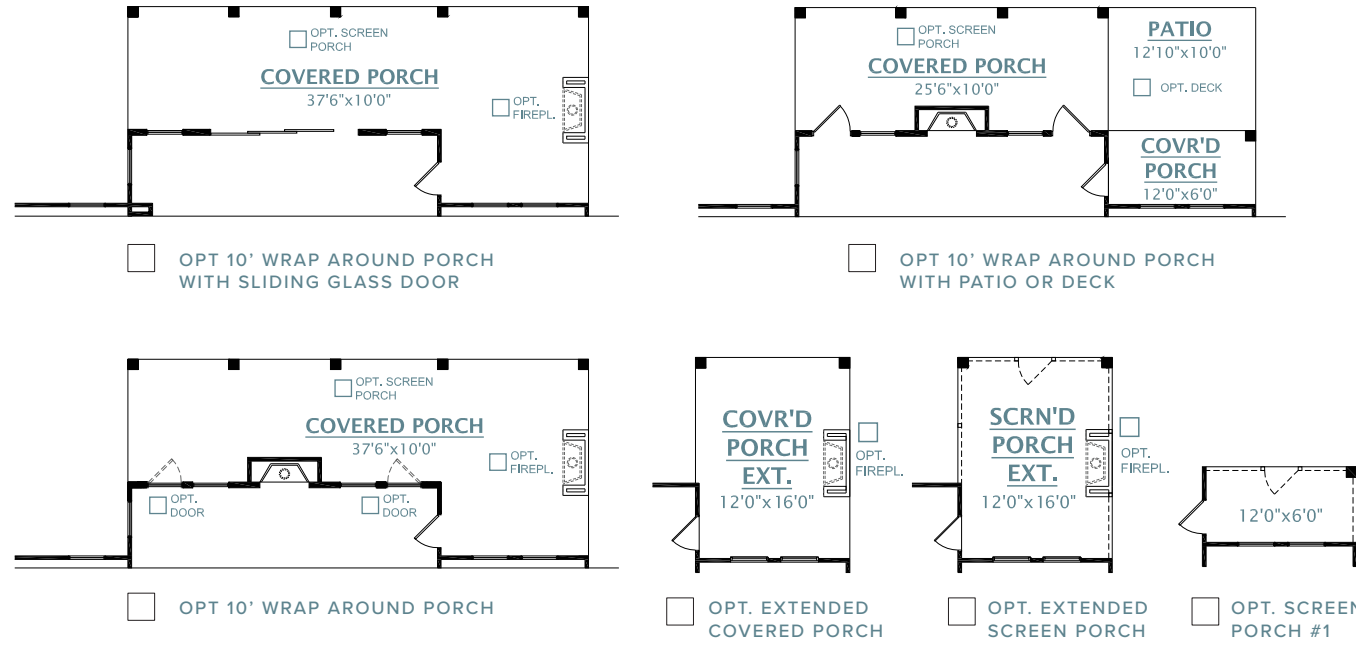 OPT. SCREEN
PORCH
COVERED PORCH
37'6"x10'0"
OPT.
FIREPL.
OPT 10' WRAP AROUND PORCH
WITH SLIDING GLASS DOOR
OPT. SCREEN
PORCH
COVERED PORCH
25'6"x10'0"
PATIO
12'10"x10'0"
OPT. DECK
COVR'D
PORCH
12'0"x6'0"
OPT 10' WRAP AROUND PORCH
WITH PATIO OR DECK
OPT. SCREEN
PORCH
COVERED PORCH
37'6"x10'0"
OPT.
FIREPL.
OPT.
DOOR
OPT.
DOOR
OPT 10' WRAP AROUND PORCH
COVR'D
PORCH
EXT.
12'0"x16'0"
OPT.
FIREPL.
OPT. EXTENDED
COVERED PORCH
SCRN'D
PORCH
EXT.
12'0"x16'0"
OPT.
FIREPL.
OPT. EXTENDED
SCREEN PORCH
12'0"x6'0"
OPT. SCREEN
PORCH #1